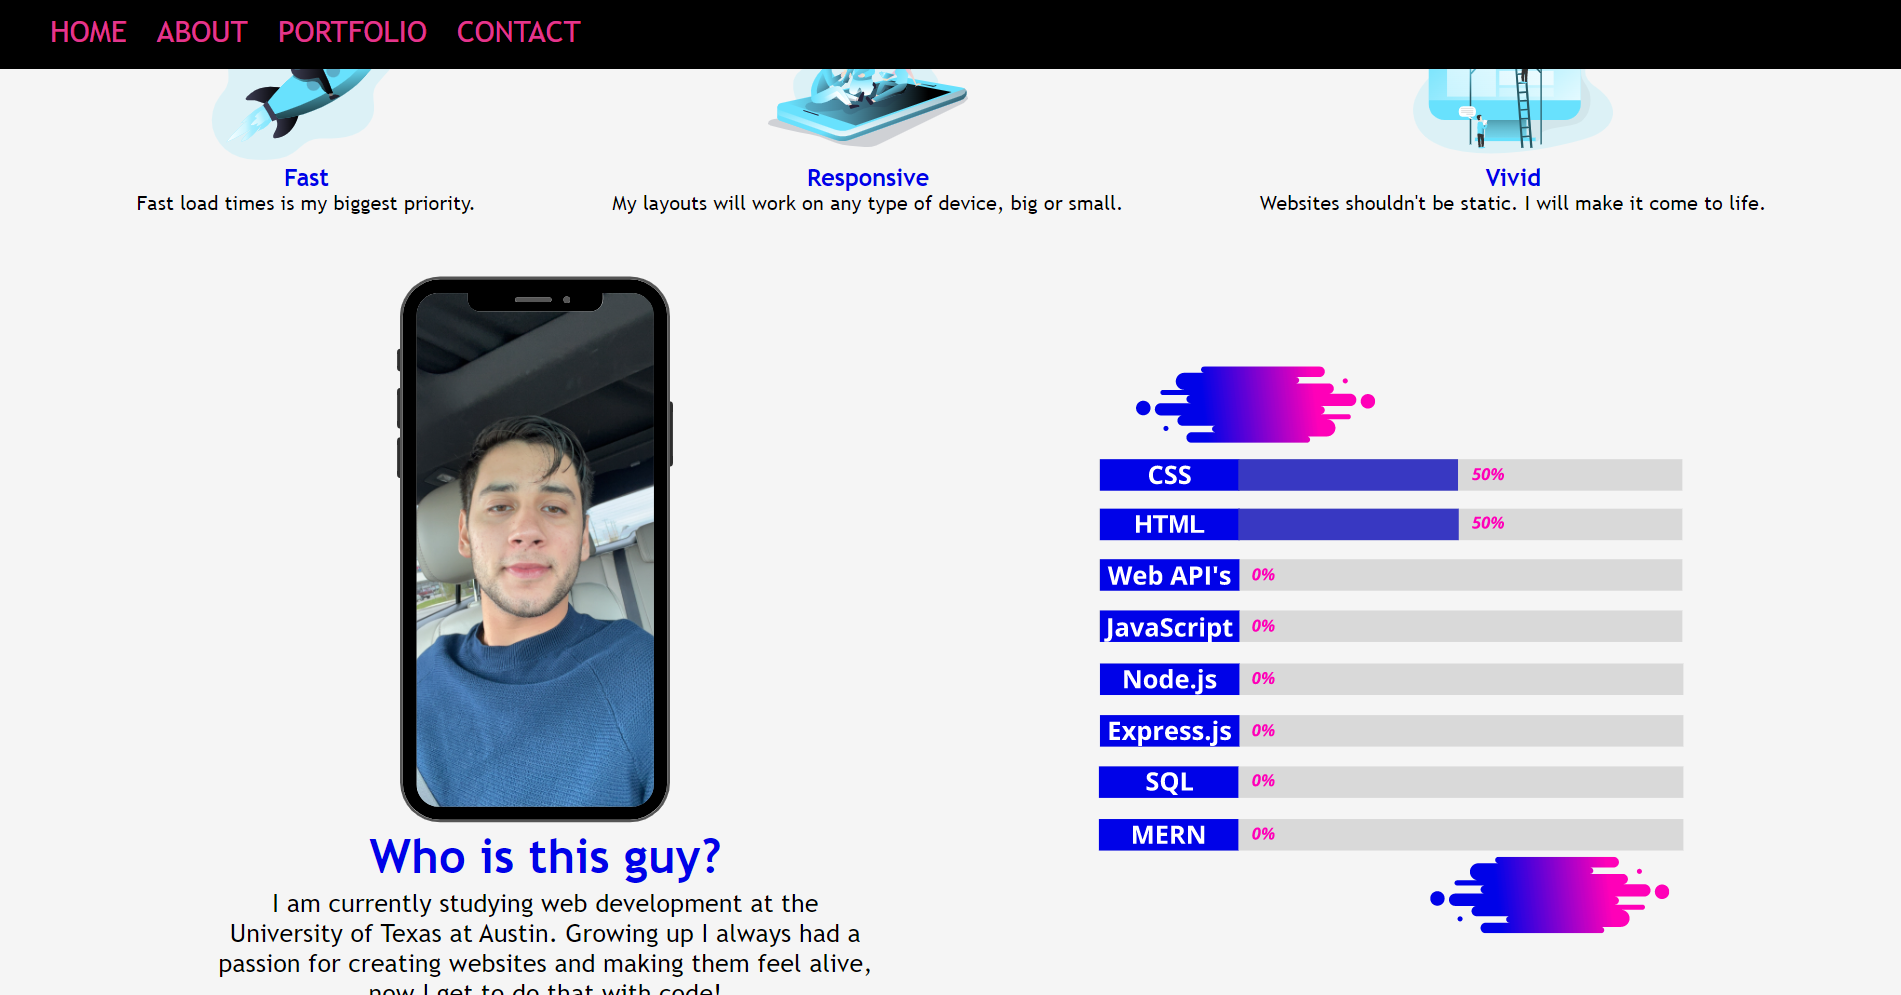 HOME ABOUT PORTFOLIO CONTACT
Fast
Fast load times is my biggest priority.
Responsive
My layouts will work on any type of device, big or small.
Vivid
Websites shouldn't be static. I will make it come to life.
Who is this guy?
I am currently studying web development at the
University of Texas at Austin. Growing up I always had a
passion for creating websites and making them feel alive,
now I get to do that with code!
CSS 50%
HTML 50%
Web API's 0%
JavaScript 0%
Node.js 0%
Express.js 0%
SQL 0%
MERN 0%